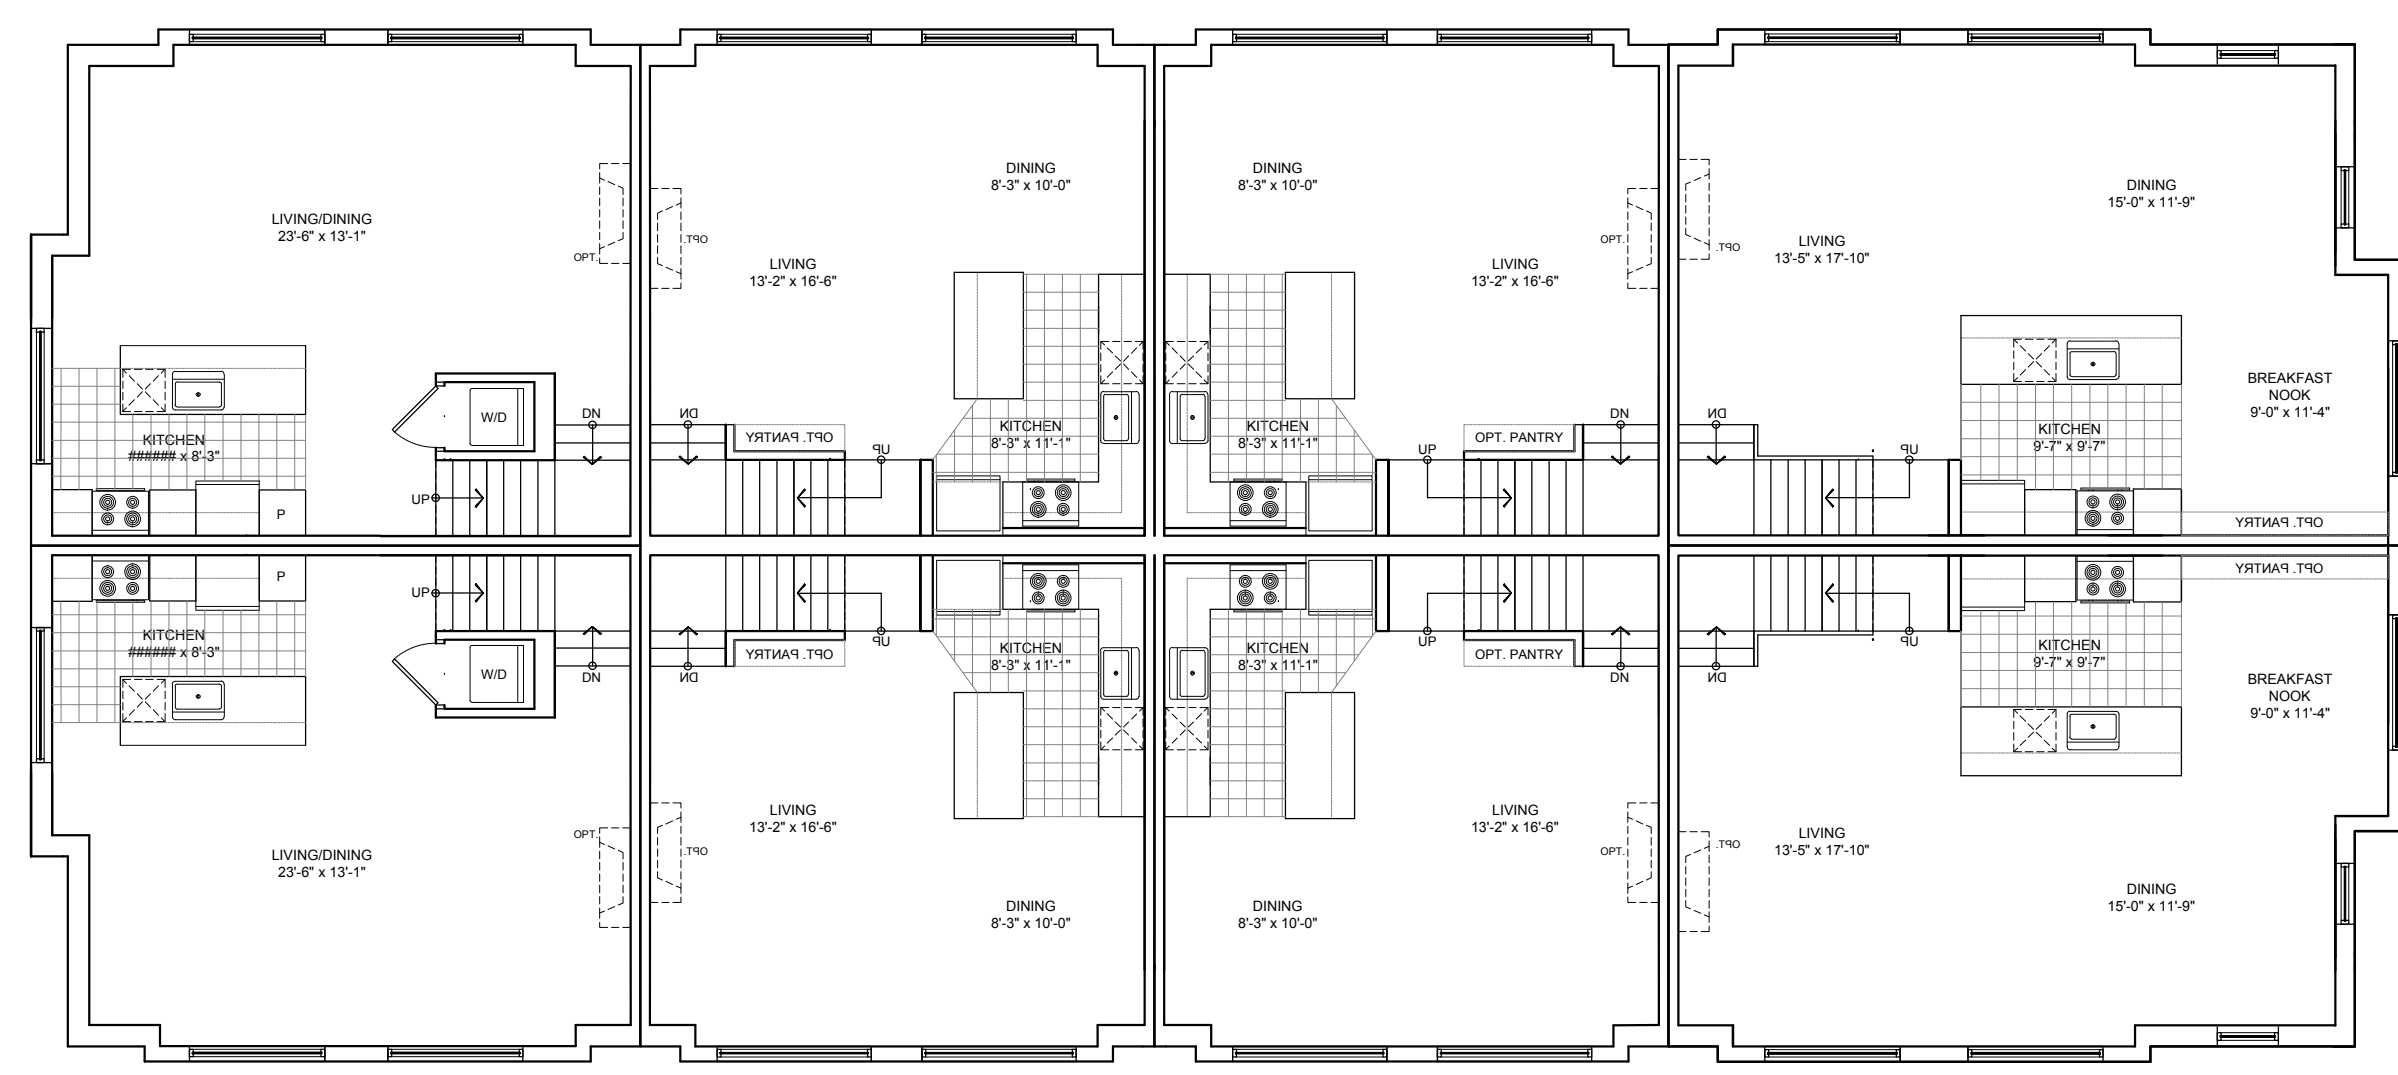 LIVING/DINING
23'-6" x 13'-1"
OPT.
KITCHEN
###### x 8'-3"
P
W/D
UP
DN
OPT.
LIVING
13'-2" x 16'-6"
DINING
8'-3" x 10'-0"
KITCHEN
8'-3" x 11'-1"
DN
OPT. PANTRY
UP
DINING
8'-3" x 10'-0"
LIVING
13'-2" x 16'-6"
OPT.
KITCHEN
8'-3" x 11'-1"
UP
OPT. PANTRY
DN
OPT.
LIVING
13'-5" x 17'-10"
DINING
15'-0" x 11'-9"
DN
UP
KITCHEN
9'-7" x 9'-7"
BREAKFAST
NOOK
9'-0" x 11'-4"
OPT. PANTRY
P
UP
KITCHEN
###### x 8'-3"
W/D
DN
LIVING/DINING
23'-6" x 13'-1"
OPT.
UP
OPT. PANTRY
DN
KITCHEN
8'-3" x 11'-1"
LIVING
13'-2" x 16'-6"
OPT.
DINING
8'-3" x 10'-0"
KITCHEN
8'-3" x 11'-1"
UP
OPT. PANTRY
DN
LIVING
13'-2" x 16'-6"
OPT.
DINING
8'-3" x 10'-0"
OPT. PANTRY
UP
DN
KITCHEN
9'-7" x 9'-7"
BREAKFAST
NOOK
9'-0" x 11'-4"
LIVING
13'-5" x 17'-10"
OPT.
DINING
15'-0" x 11'-9"